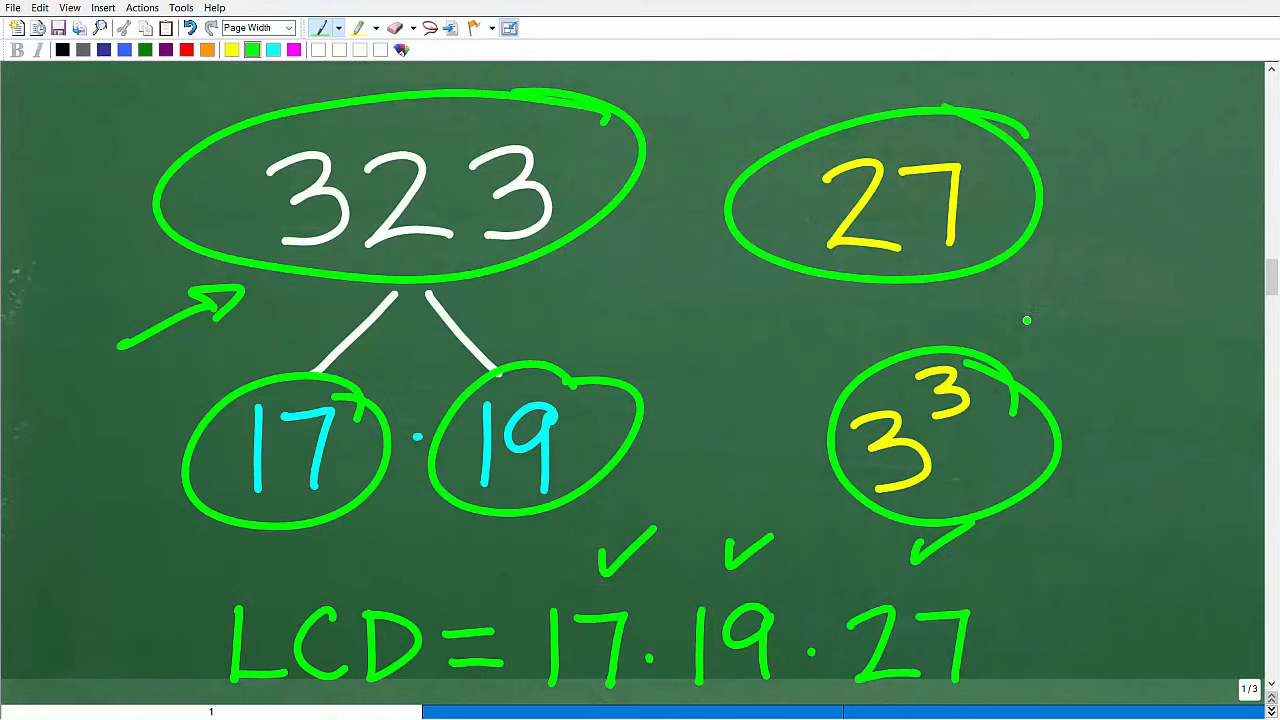 File Edit View Insert Actions Tools Help
Page Width
B I
323 27
17 · 19 3³
LCD = 17 · 19 · 27
1/3
1